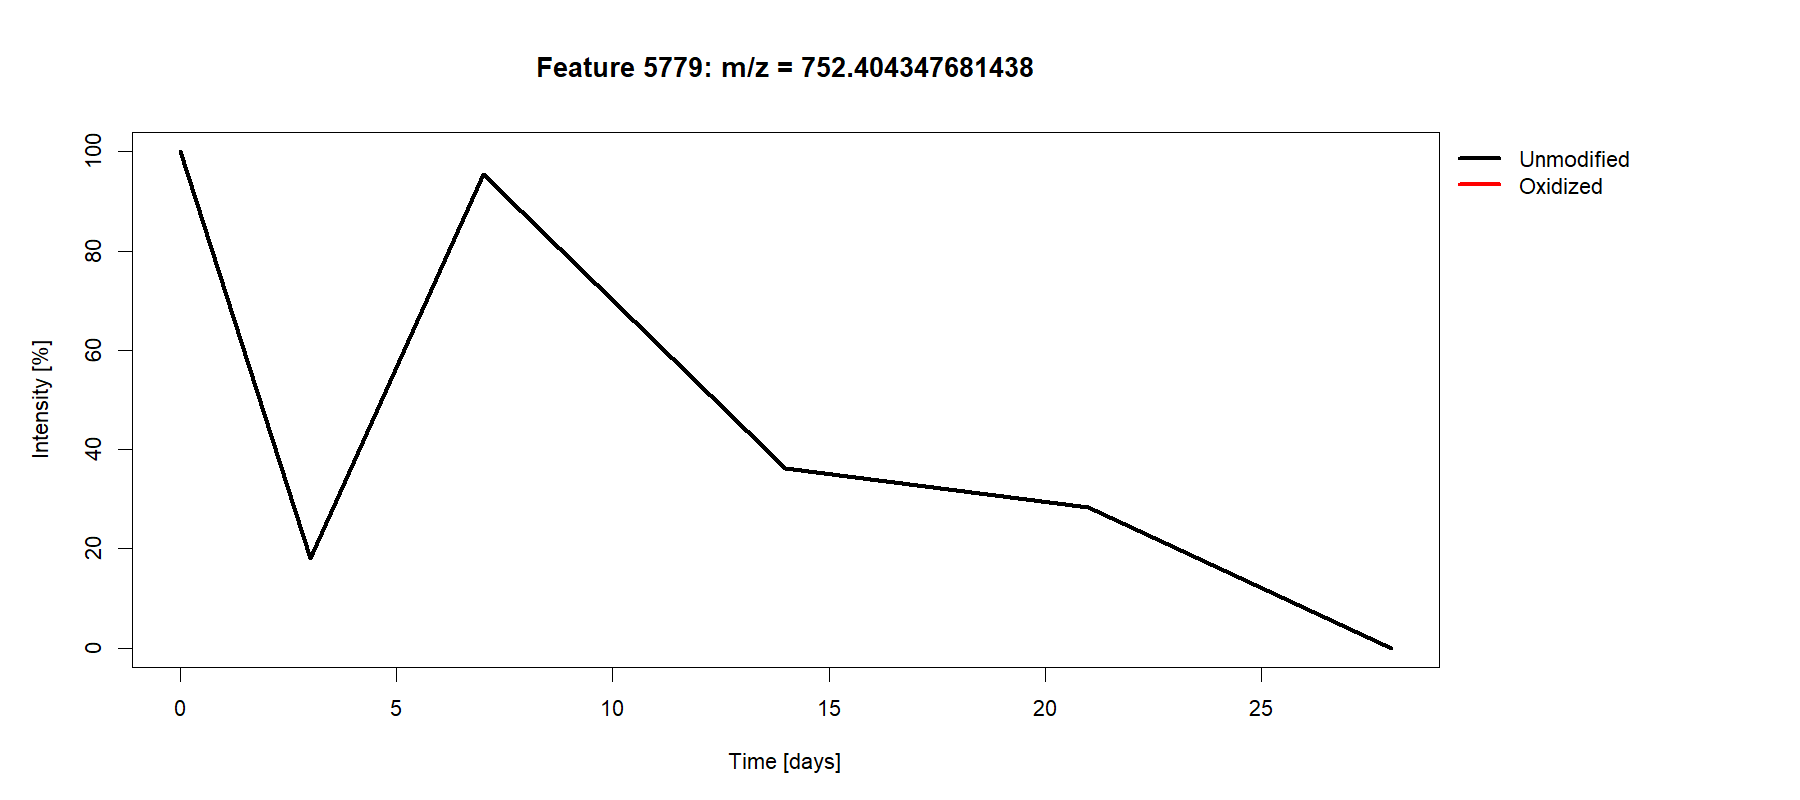 Feature 5779: m/z = 752.404347681438
100
80
60
40
20
0
Intensity [%]
0 5 10 15 20 25
Time [days]
Unmodified
Oxidized